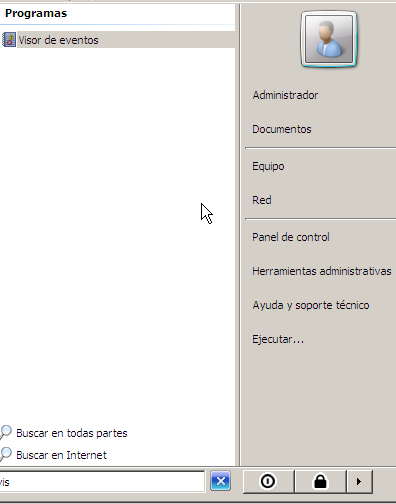 Programas
Visor de eventos
Buscar en todas partes
Buscar en Internet
vis
Administrador
Documentos
Equipo
Red
Panel de control
Herramientas administrativas
Ayuda y soporte técnico
Ejecutar...